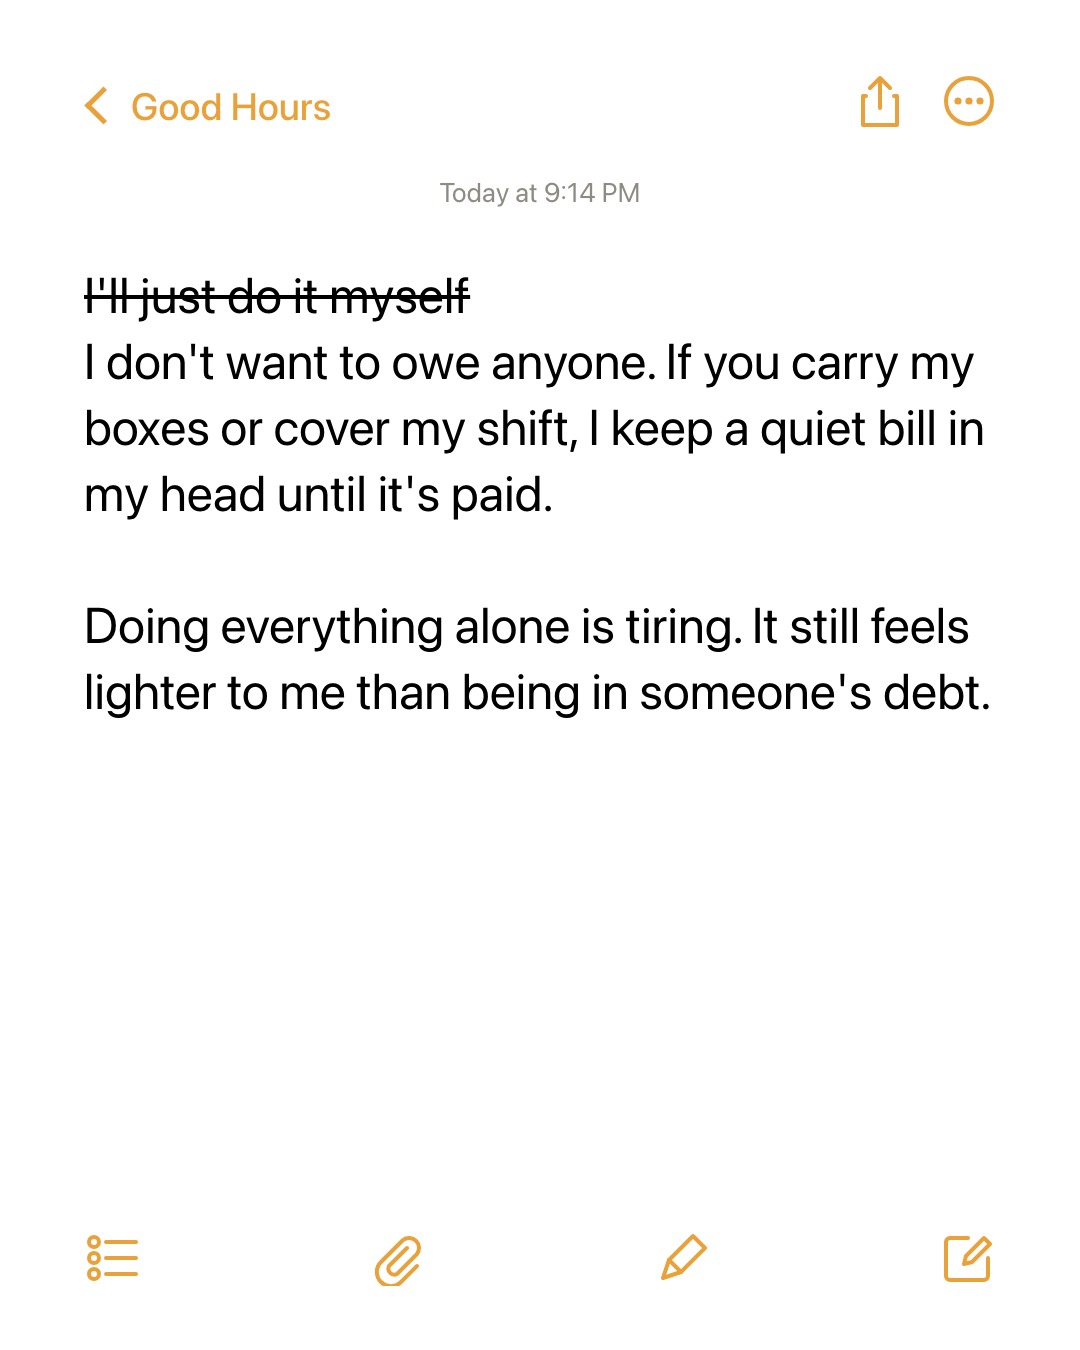 Good Hours
Today at 9:14 PM
I'll just do it myself
I don't want to owe anyone. If you carry my
boxes or cover my shift, I keep a quiet bill in
my head until it's paid.
Doing everything alone is tiring. It still feels
lighter to me than being in someone's debt.